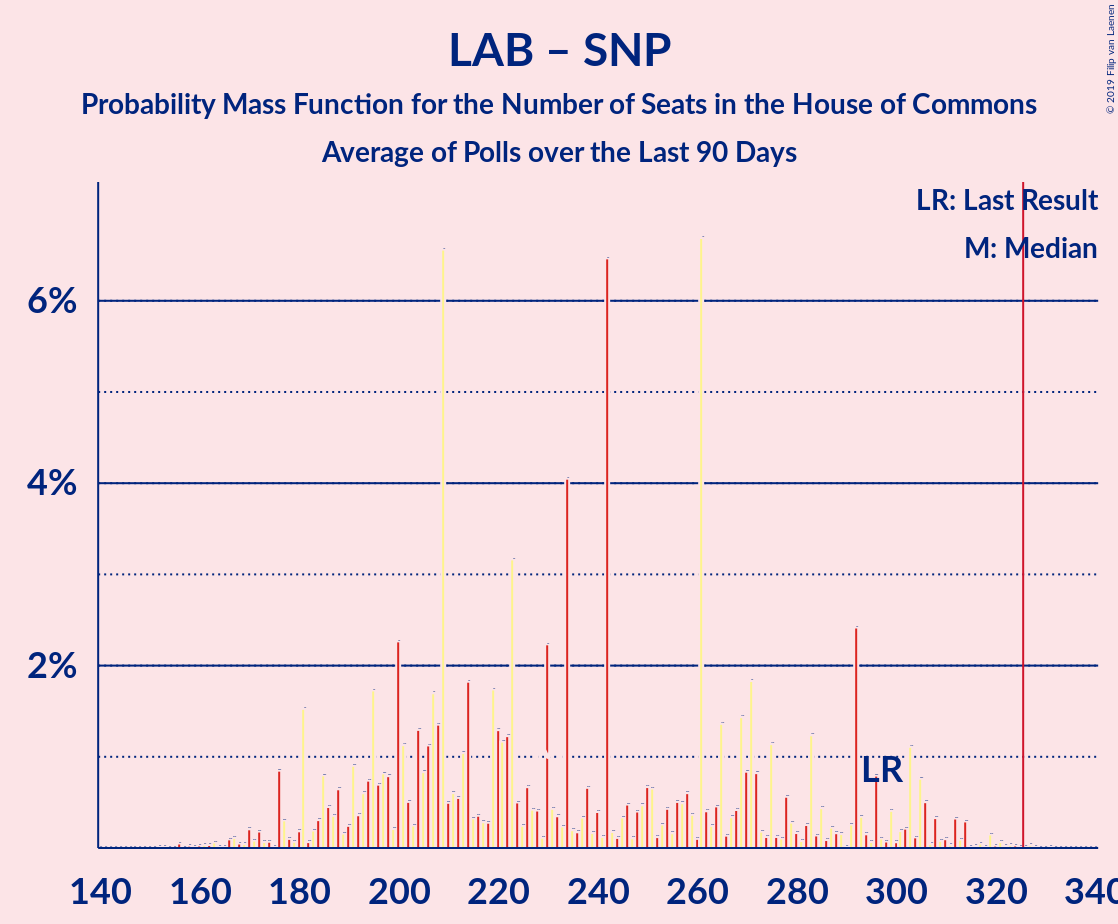 LAB – SNP
Probability Mass Function for the Number of Seats in the House of Commons
Average of Polls over the Last 90 Days
© 2019 Filip van Laenen
LR: Last Result
M: Median
6%
4%
2%
LR
140 160 180 200 220 240 260 280 300 320 340